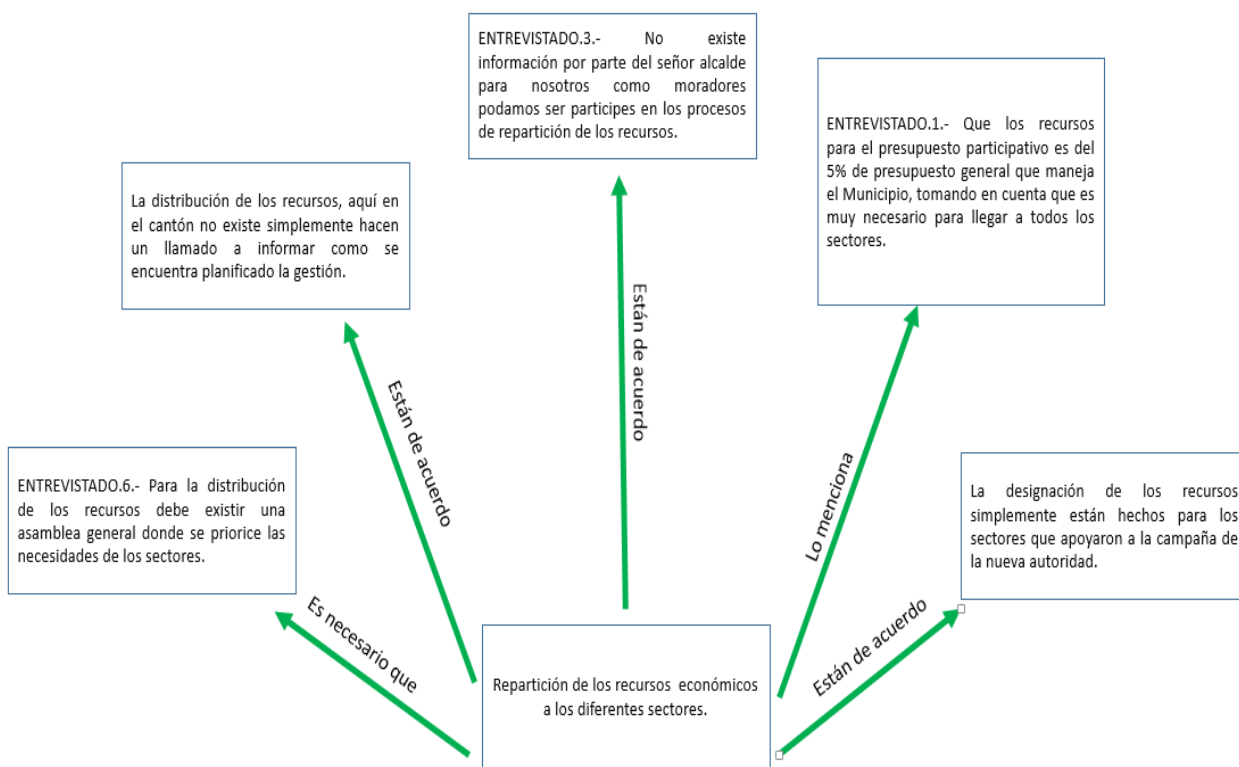 ENTREVISTADO.3.- No existe
información por parte del señor alcalde
para nosotros como moradores
podamos ser participes en los procesos
de repartición de los recursos.
ENTREVISTADO.1.- Que los recursos
para el presupuesto participativo es del
5% de presupuesto general que maneja
el Municipio, tomando en cuenta que es
muy necesario para llegar a todos los
sectores.
La distribución de los recursos, aquí en
el cantón no existe simplemente hacen
un llamado a informar como se
encuentra planificado la gestión.
Están de acuerdo
Están de acuerdo
Lo menciona
ENTREVISTADO.6.- Para la distribución
de los recursos debe existir una
asamblea general donde se priorice las
necesidades de los sectores.
La designación de los recursos
simplemente están hechos para los
sectores que apoyaron a la campaña de
la nueva autoridad.
Es necesario que
Están de acuerdo
Repartición de los recursos económicos
a los diferentes sectores.